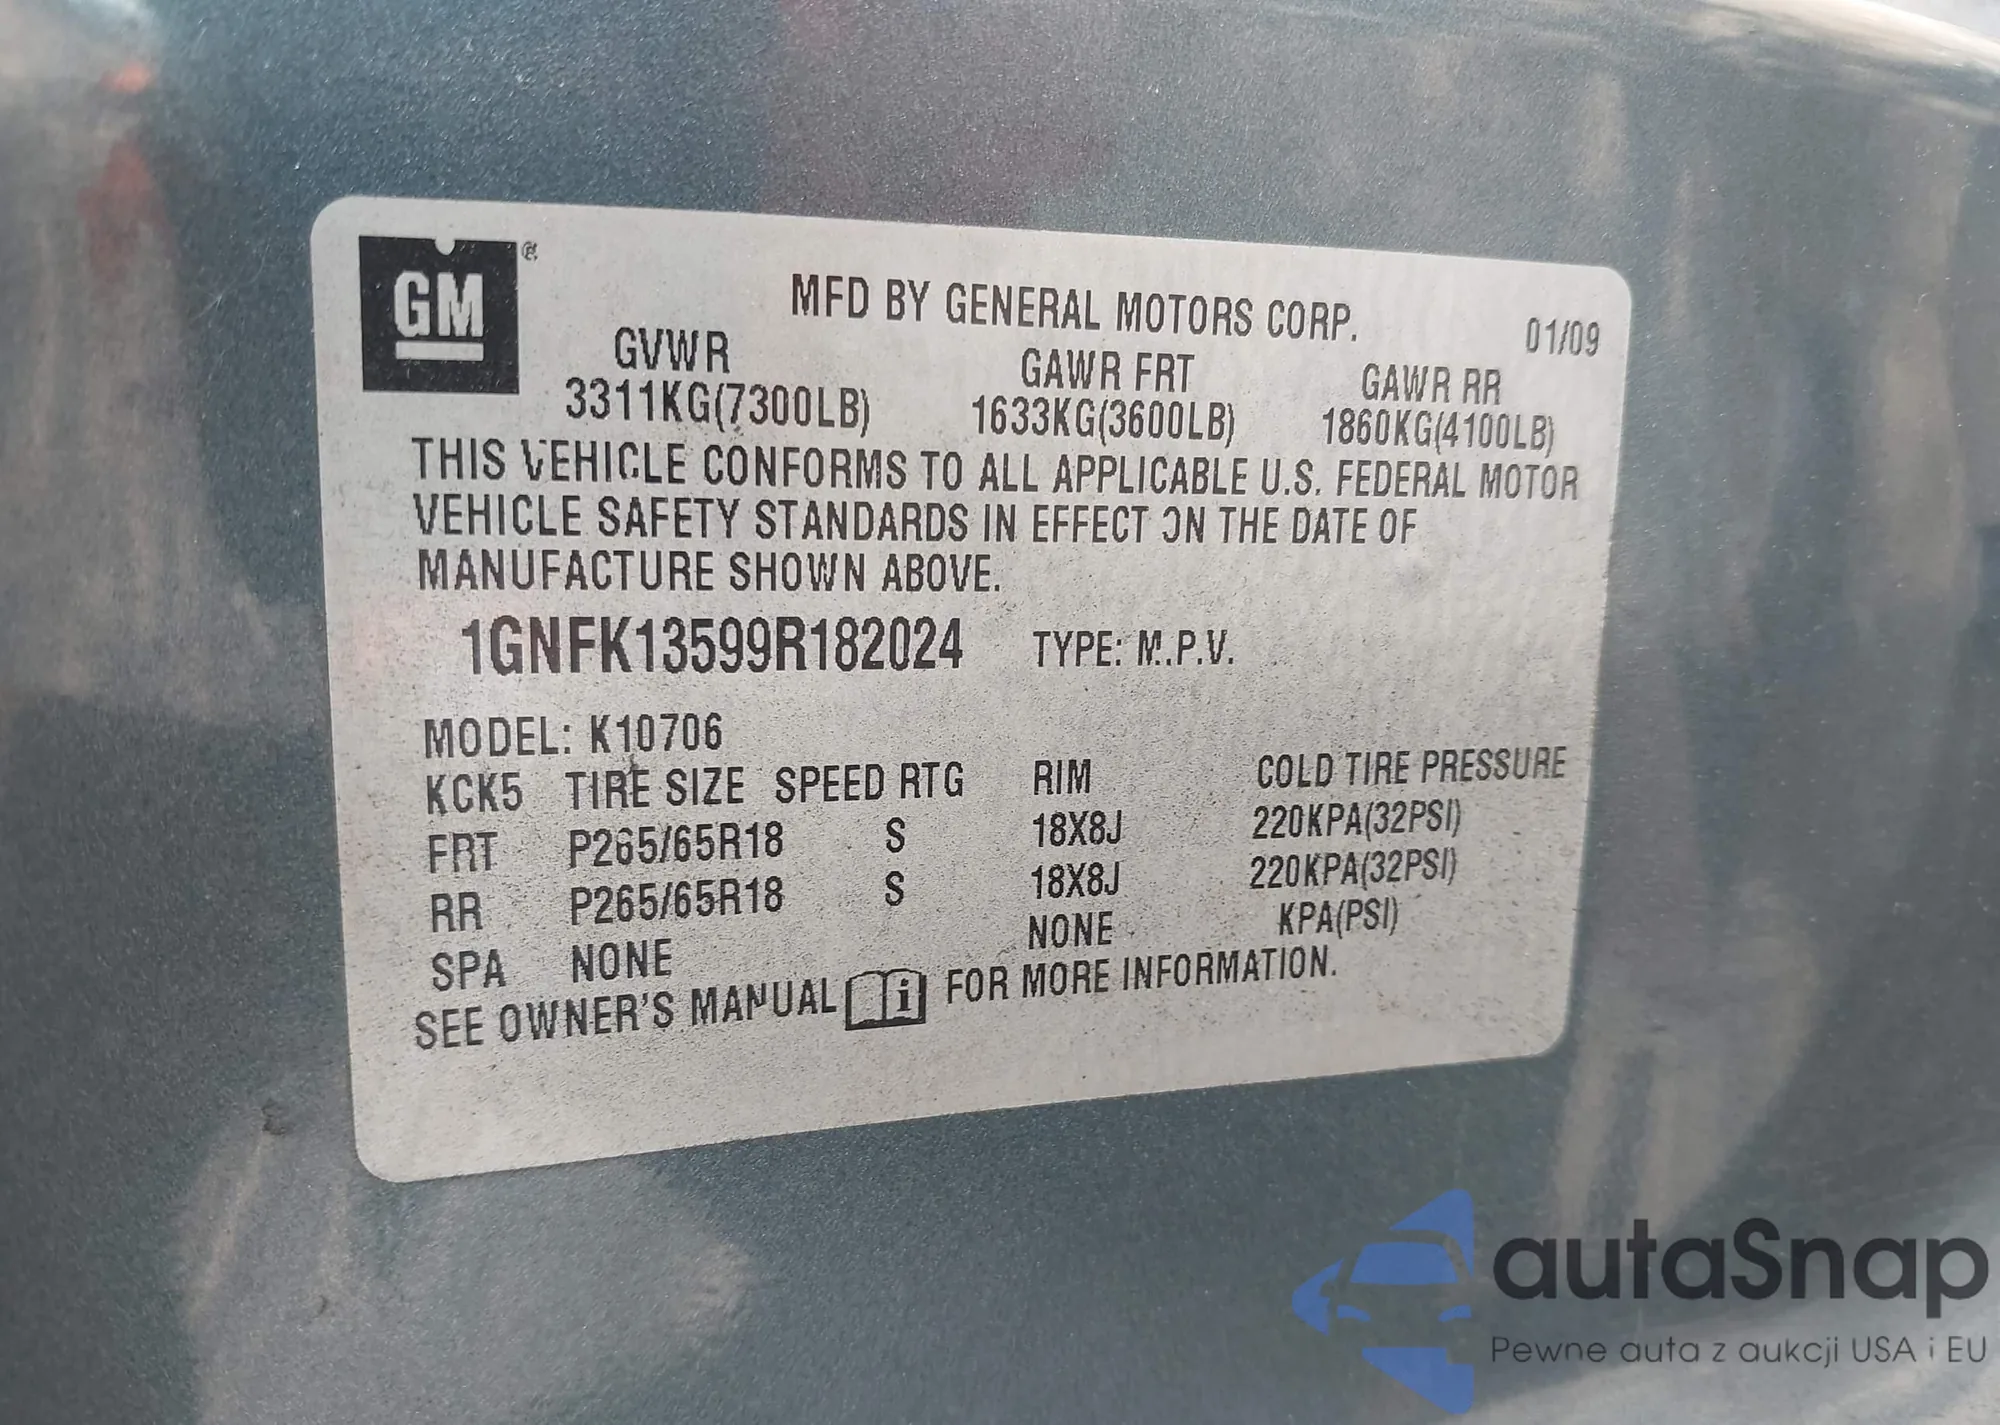 GM ®
MFD BY GENERAL MOTORS CORP. 01/09
GVWR GAWR FRT GAWR RR
3311KG(7300LB) 1633KG(3600LB) 1860KG(4100LB)
THIS VEHICLE CONFORMS TO ALL APPLICABLE U.S. FEDERAL MOTOR
VEHICLE SAFETY STANDARDS IN EFFECT ON THE DATE OF
MANUFACTURE SHOWN ABOVE.
1GNFK13599R182024 TYPE: M.P.V.
MODEL: K10706
KCK5 TIRE SIZE SPEED RTG RIM COLD TIRE PRESSURE
FRT P265/65R18 S 18X8J 220KPA(32PSI)
RR P265/65R18 S 18X8J 220KPA(32PSI)
SPA NONE NONE KPA(PSI)
SEE OWNER'S MANUAL i FOR MORE INFORMATION.
autaSnap
Pewne auta z aukcji USA i EU